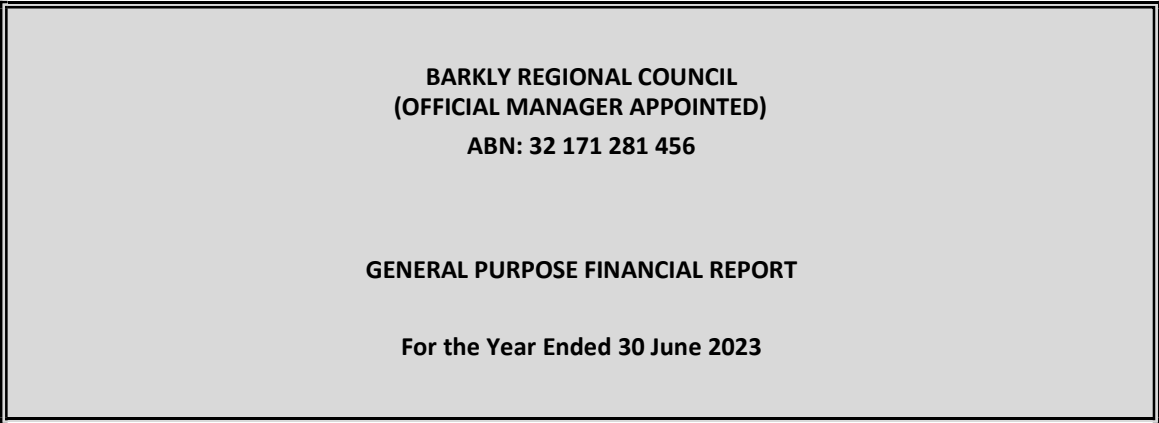 BARKLY REGIONAL COUNCIL
(OFFICIAL MANAGER APPOINTED)
ABN: 32 171 281 456
GENERAL PURPOSE FINANCIAL REPORT
For the Year Ended 30 June 2023